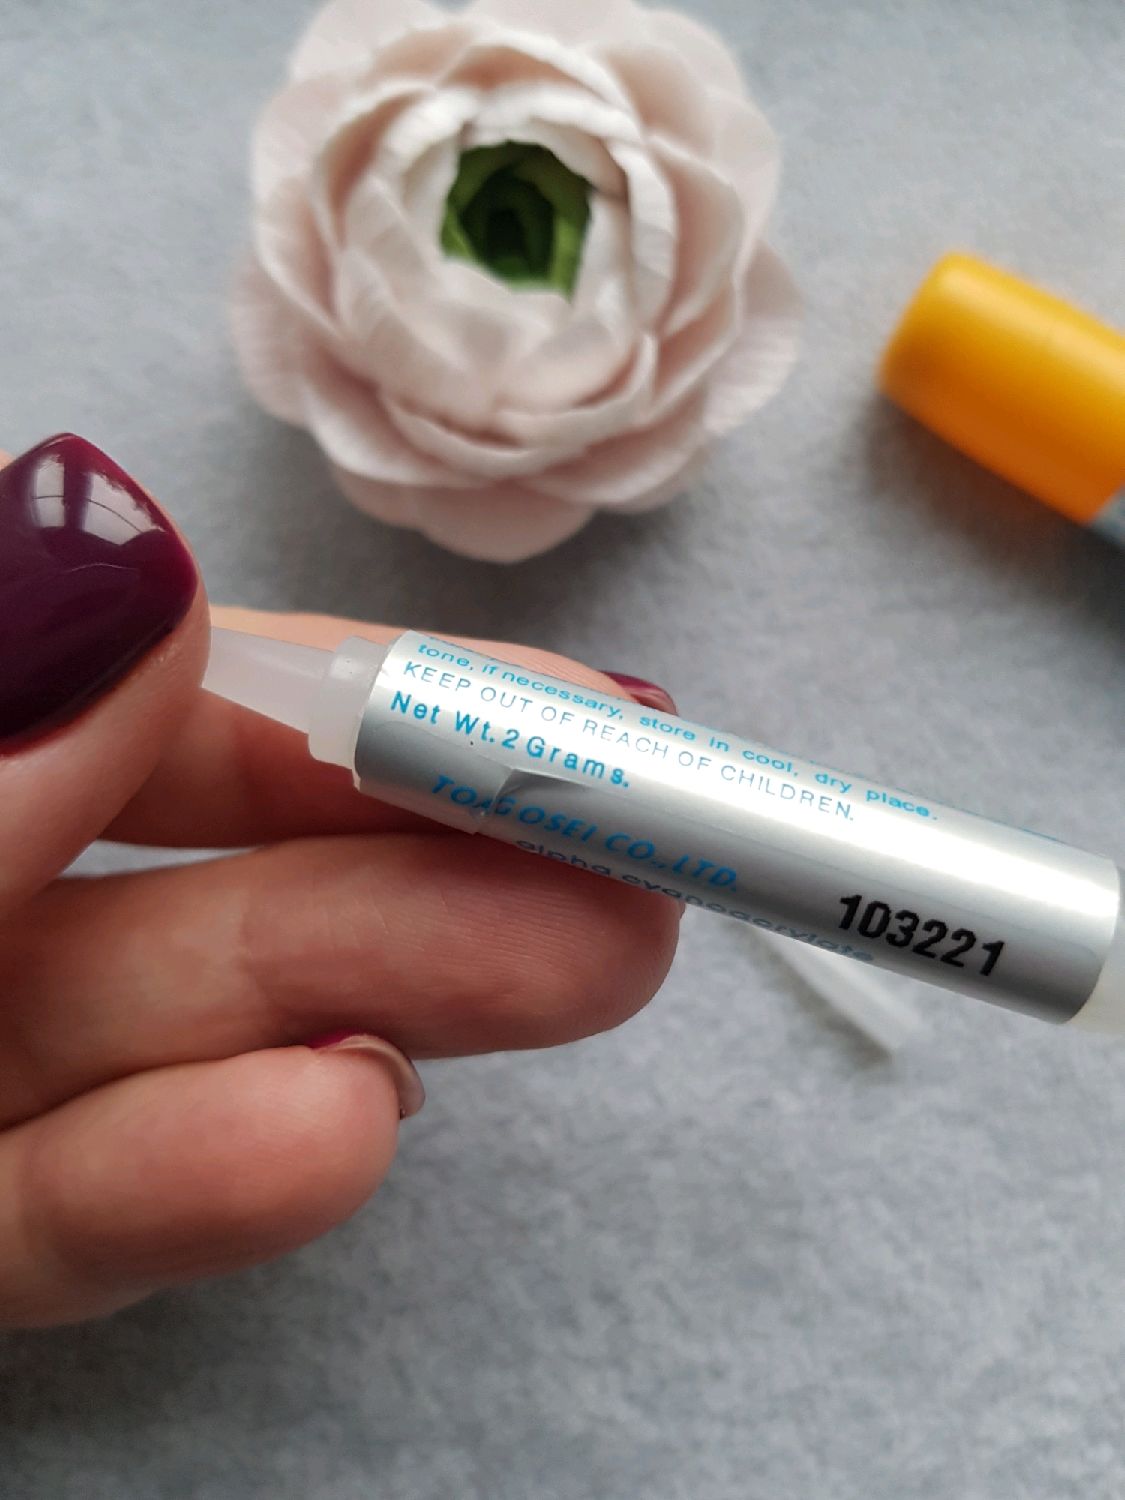 tone, if necessary, store in cool, dry place.
KEEP OUT OF REACH OF CHILDREN.
Net Wt. 2 Grams.
TOAGOSEI CO., LTD.
alpha cyanoacrylate
103221